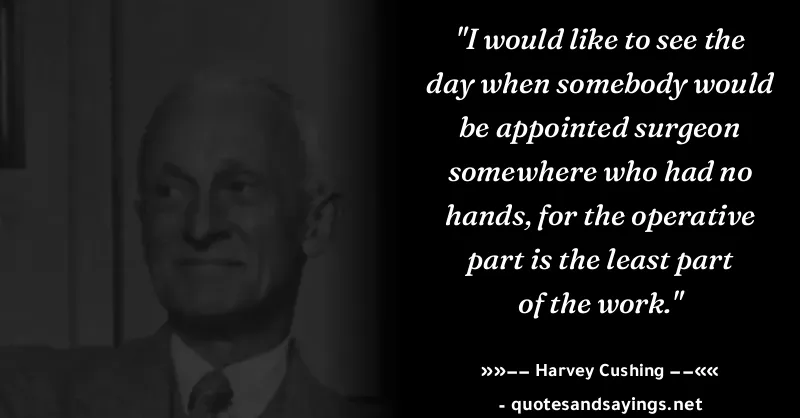 "I would like to see the
day when somebody would
be appointed surgeon
somewhere who had no
hands, for the operative
part is the least part
of the work."
»»−− Harvey Cushing −−««
- quotesandsayings.net